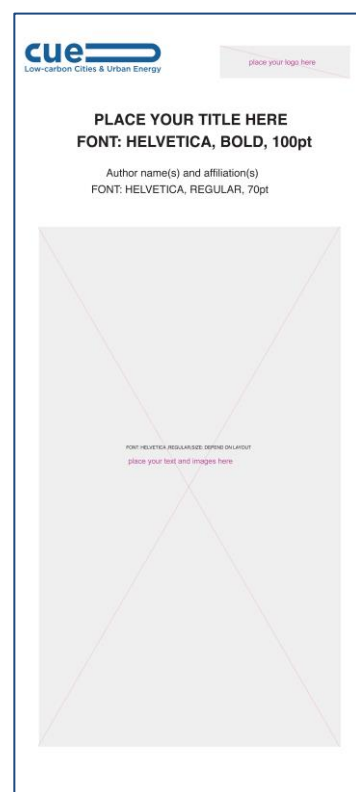 cue
Low-carbon Cities & Urban Energy
place your logo here
PLACE YOUR TITLE HERE
FONT: HELVETICA, BOLD, 100pt
Author name(s) and affiliation(s)
FONT: HELVETICA, REGULAR, 70pt
FONT: HELVETICA ,REGULAR,SIZE: DEPEND ON LAYOUT
place your text and images here